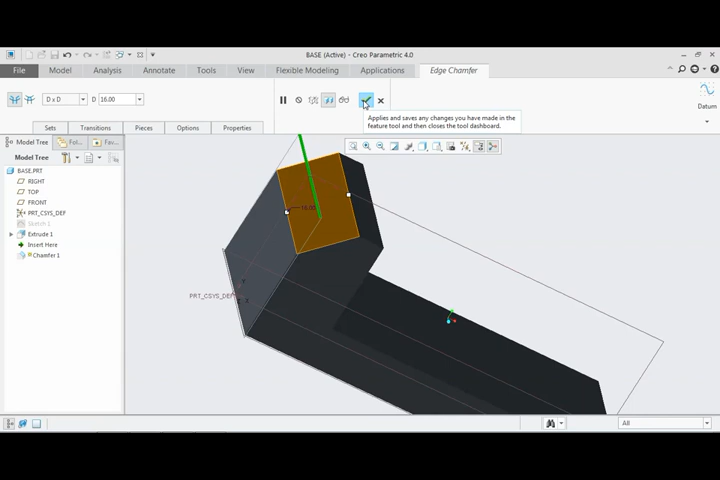 BASE (Active) - Creo Parametric 4.0
File Model Analysis Annotate Tools View Flexible Modeling Applications Edge Chamfer
D x D D 16.00
Sets Transitions Pieces Options Properties
Datum
Applies and saves any changes you have made in the
feature tool and then closes the tool dashboard.
Model Tree Fol... Fav...
Model Tree
BASE.PRT
RIGHT
TOP
FRONT
PRT_CSYS_DEF
Sketch 1
Extrude 1
Insert Here
Chamfer 1
16.00
PRT_CSYS_DEF
All